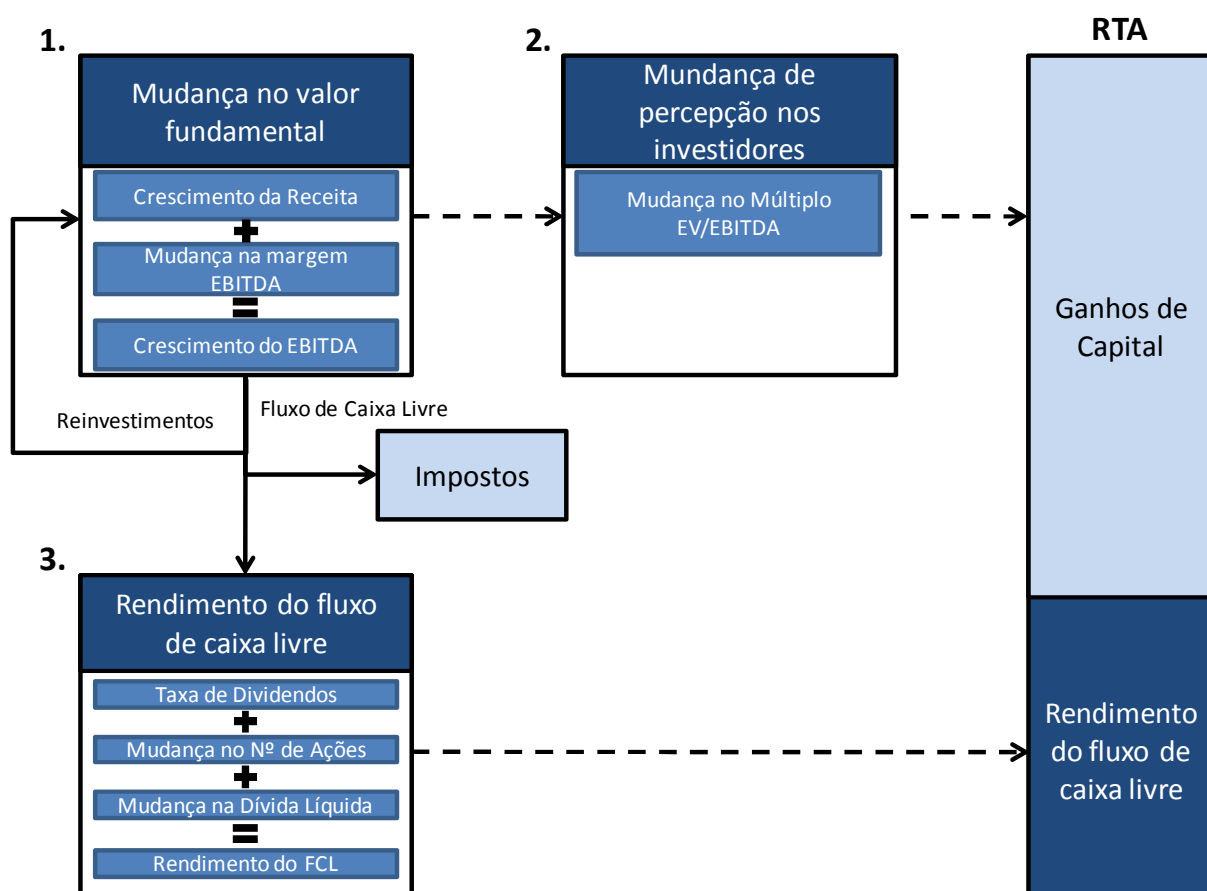 1.
Mudança no valor
fundamental
Crescimento da Receita
+
Mudança na margem
EBITDA
=
Crescimento do EBITDA
2.
Mundança de
percepção nos
investidores
Mudança no Múltiplo
EV/EBITDA
RTA
Ganhos de
Capital
Rendimento
do fluxo de
caixa livre
Reinvestimentos
Fluxo de Caixa Livre
Impostos
3.
Rendimento do fluxo
de caixa livre
Taxa de Dividendos
+
Mudança no Nº de Ações
+
Mudança na Dívida Líquida
=
Rendimento do FCL